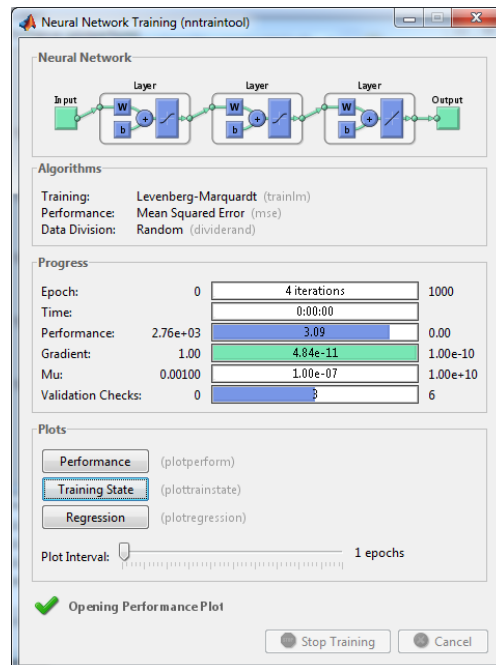 Neural Network Training (nntraintool)
Neural Network
Layer Layer Layer
Input Output
W W W
b b b
+ + +
Algorithms
Training: Levenberg-Marquardt (trainlm)
Performance: Mean Squared Error (mse)
Data Division: Random (dividerand)
Progress
Epoch: 0 4 iterations 1000
Time: 0:00:00
Performance: 2.76e+03 3.09 0.00
Gradient: 1.00 4.84e-11 1.00e-10
Mu: 0.00100 1.00e-07 1.00e+10
Validation Checks: 0 3 6
Plots
Performance (plotperform)
Training State (plottrainstate)
Regression (plotregression)
Plot Interval: 1 epochs
Opening Performance Plot
Stop Training Cancel